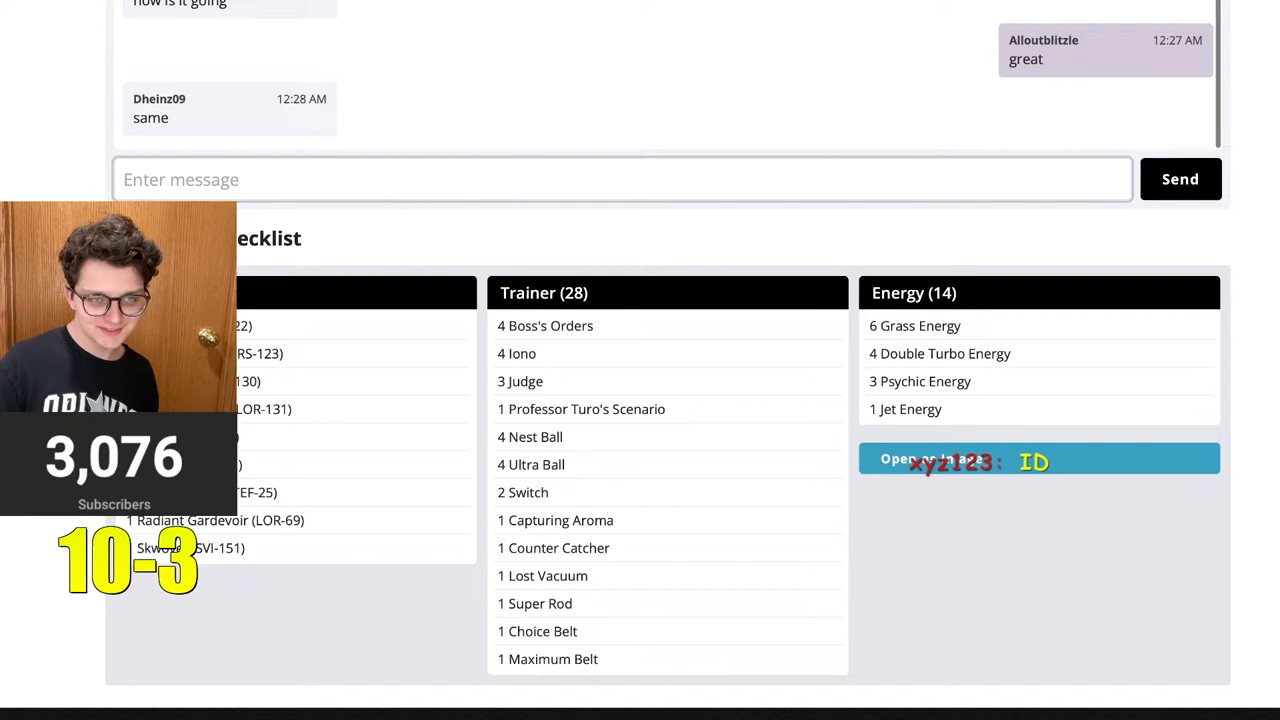 how is it going
Alloutblitzle 12:27 AM
great
Dheinz09 12:28 AM
same
Enter message
Send
ecklist
22)
RS-123)
130)
LOR-131)
)
)
TEF-25)
1 Radiant Gardevoir (LOR-69)
SVI-151)
Trainer (28)
4 Boss's Orders
4 Iono
3 Judge
1 Professor Turo's Scenario
4 Nest Ball
4 Ultra Ball
2 Switch
1 Capturing Aroma
1 Counter Catcher
1 Lost Vacuum
1 Super Rod
1 Choice Belt
1 Maximum Belt
Energy (14)
6 Grass Energy
4 Double Turbo Energy
3 Psychic Energy
1 Jet Energy
Open as Image
xyz123: ID
3,076
Subscribers
10-3